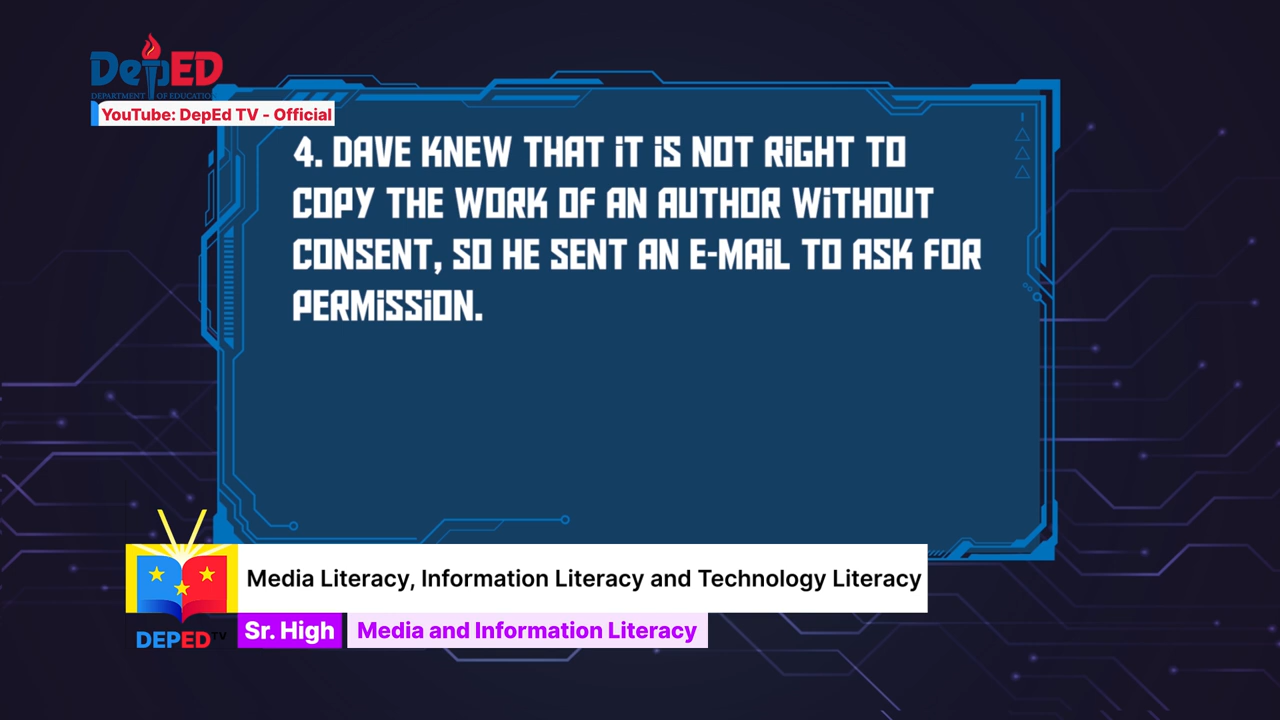 DepED
DEPARTMENT OF EDUCATION
YouTube: DepEd TV - Official
4. DAVE KNEW THAT iT iS NOT RiGHT TO
COPY THE WORK OF AN AUTHOR WiTHOUT
CONSENT, SO HE SENT AN E-MAiL TO ASK FOR
PERMiSSiON.
Media Literacy, Information Literacy and Technology Literacy
DEPED TV
Sr. High
Media and Information Literacy